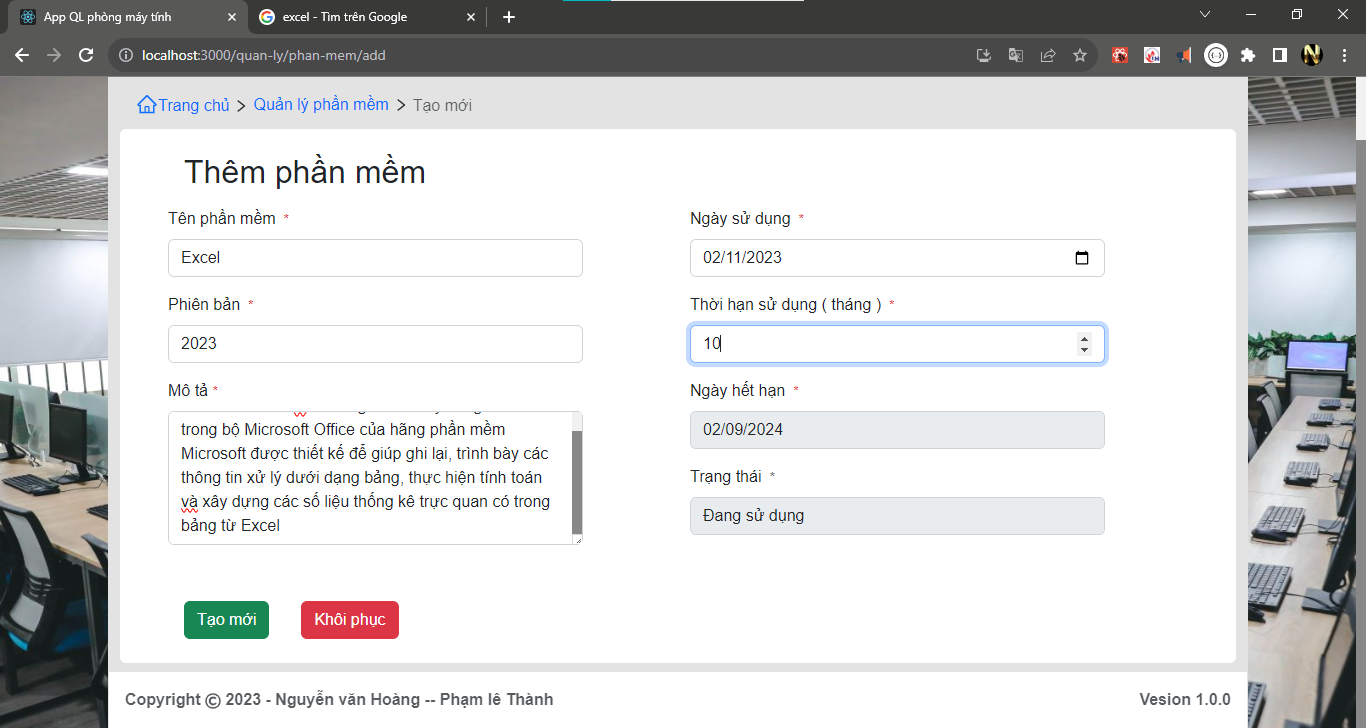 App QL phòng máy tính
excel - Tìm trên Google
localhost:3000/quan-ly/phan-mem/add
Trang chủ > Quản lý phần mềm > Tạo mới
Thêm phần mềm
Tên phần mềm *
Excel
Phiên bản *
2023
Mô tả *
trong bộ Microsoft Office của hãng phần mềm
Microsoft được thiết kế để giúp ghi lại, trình bày các
thông tin xử lý dưới dạng bảng, thực hiện tính toán
và xây dựng các số liệu thống kê trực quan có trong
bảng từ Excel
Ngày sử dụng *
02/11/2023
Thời hạn sử dụng ( tháng ) *
10
Ngày hết hạn *
02/09/2024
Trạng thái *
Đang sử dụng
Tạo mới
Khôi phục
Copyright © 2023 - Nguyễn văn Hoàng -- Phạm lê Thành
Vesion 1.0.0